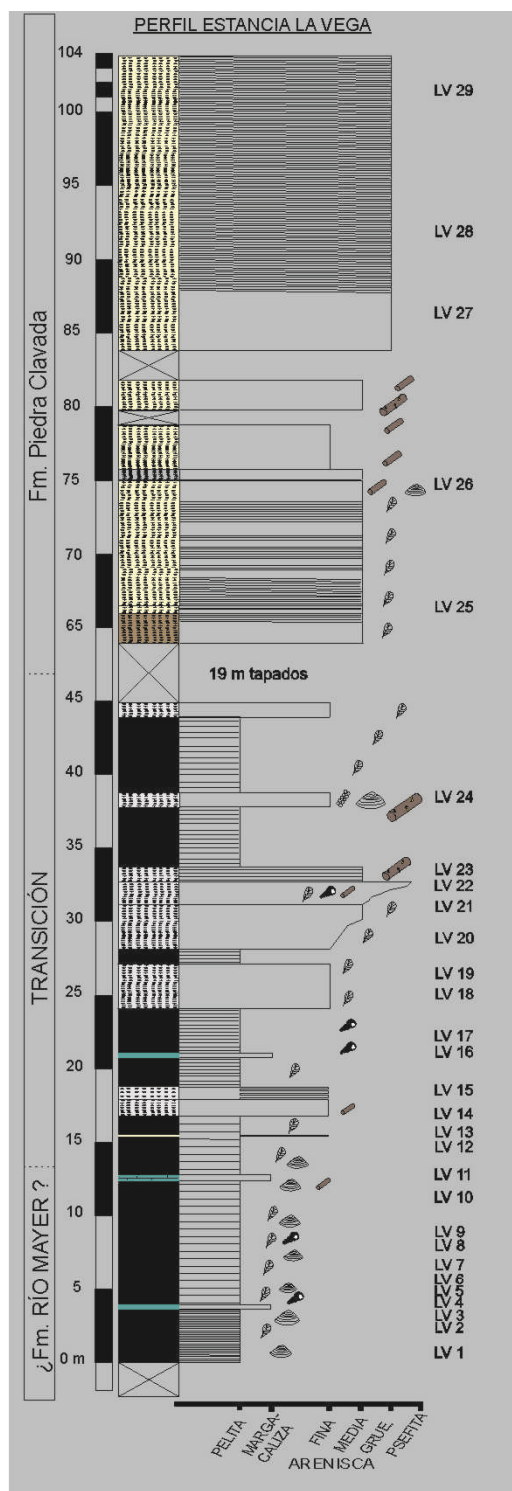 PERFIL ESTANCIA LA VEGA
104
LV 29
100
95
LV 28
90
LV 27
85
Fm. Piedra Clavada
80
75
LV 26
70
LV 25
65
19 m tapados
45
40
LV 24
35
LV 23
LV 22
LV 21
30
LV 20
TRANSICIÓN
LV 19
25
LV 18
LV 17
20
LV 16
LV 15
LV 14
15
LV 13
LV 12
LV 11
LV 10
10
LV 9
LV 8
LV 7
LV 6
5
LV 5
LV 4
LV 3
LV 2
¿Fm. RÍO MAYER ?
0 m
LV 1
PELITA
MARGA-
CALIZA
FINA
MEDIA
GRUE.
PSEFITA
ARENISCA